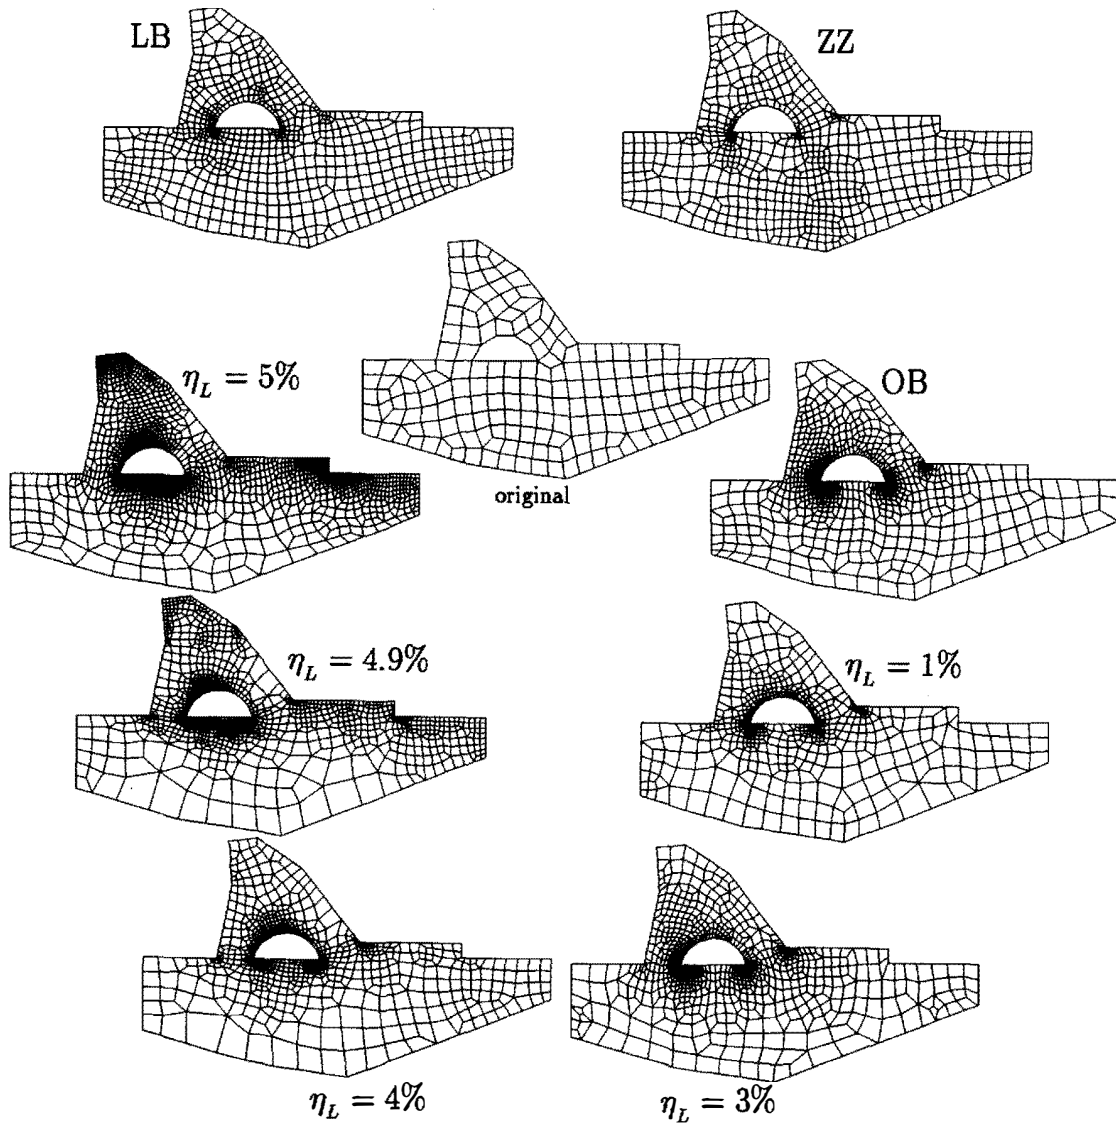 LB
ZZ
η_L = 5%
original
OB
η_L = 4.9%
η_L = 1%
η_L = 4%
η_L = 3%